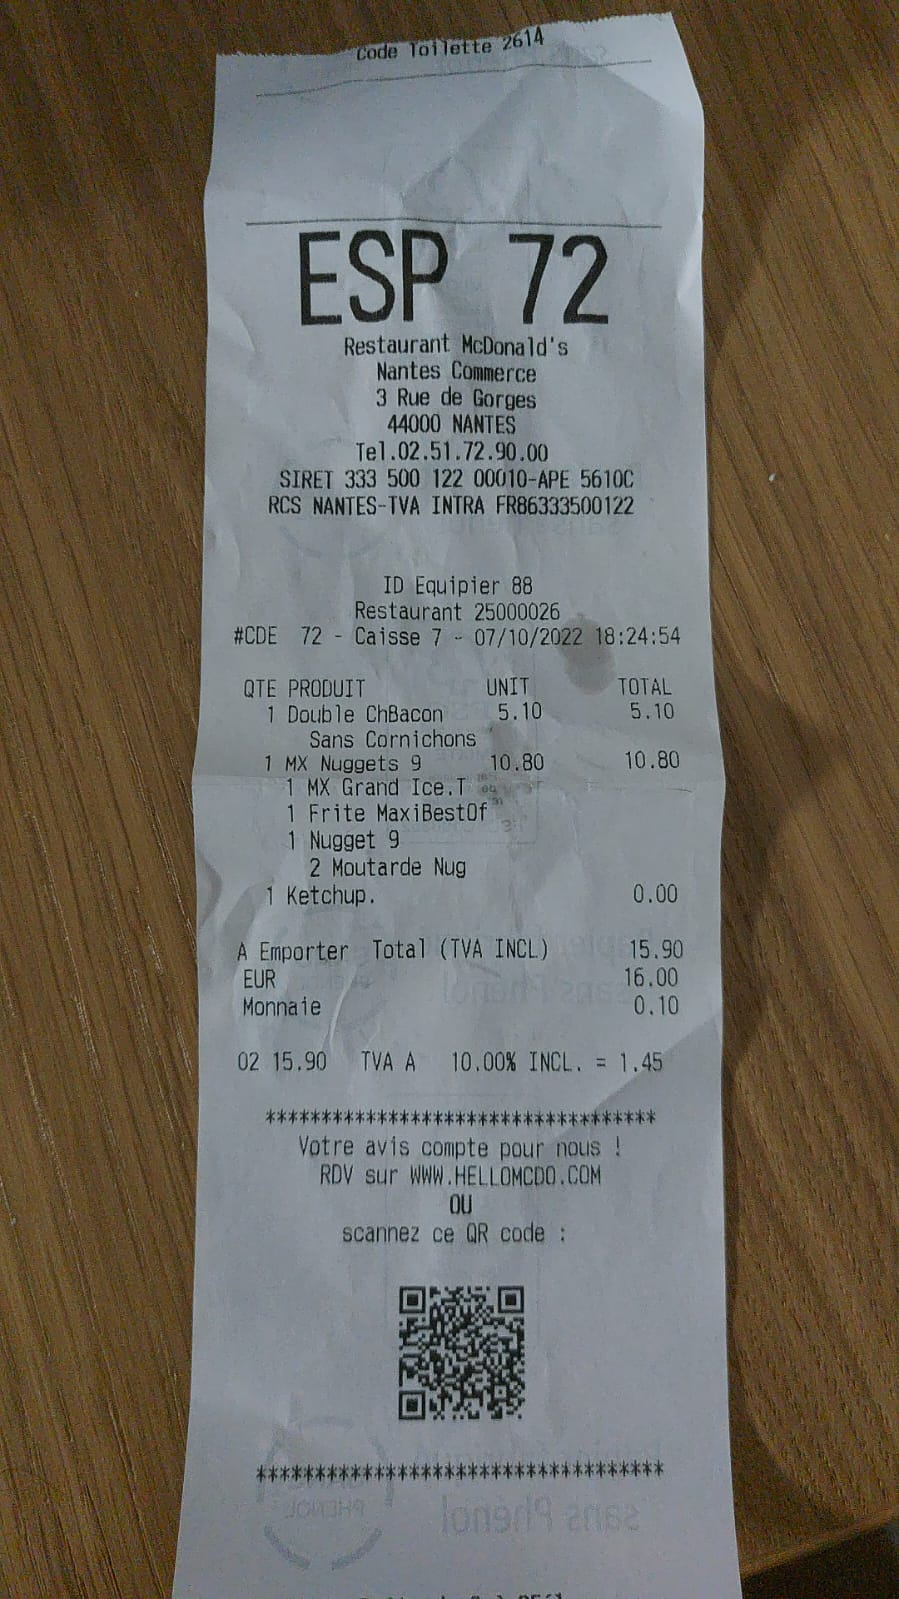 Code Toilette 2614
ESP 72
Restaurant McDonald's
Nantes Commerce
3 Rue de Gorges
44000 NANTES
Tel.02.51.72.90.00
SIRET 333 500 122 00010-APE 5610C
RCS NANTES-TVA INTRA FR86333500122
ID Equipier 88
Restaurant 25000026
#CDE 72 - Caisse 7 - 07/10/2022 18:24:54
QTE PRODUIT UNIT TOTAL
1 Double ChBacon 5.10 5.10
Sans Cornichons
1 MX Nuggets 9 10.80 10.80
1 MX Grand Ice.T
1 Frite MaxiBestOf
1 Nugget 9
2 Moutarde Nug
1 Ketchup. 0.00
A Emporter Total (TVA INCL) 15.90
EUR 16.00
Monnaie 0.10
02 15.90 TVA A 10.00% INCL. = 1.45
***********************************
Votre avis compte pour nous !
RDV sur WWW.HELLOMCDO.COM
OU
scannez ce QR code :
***********************************
sans Phénol